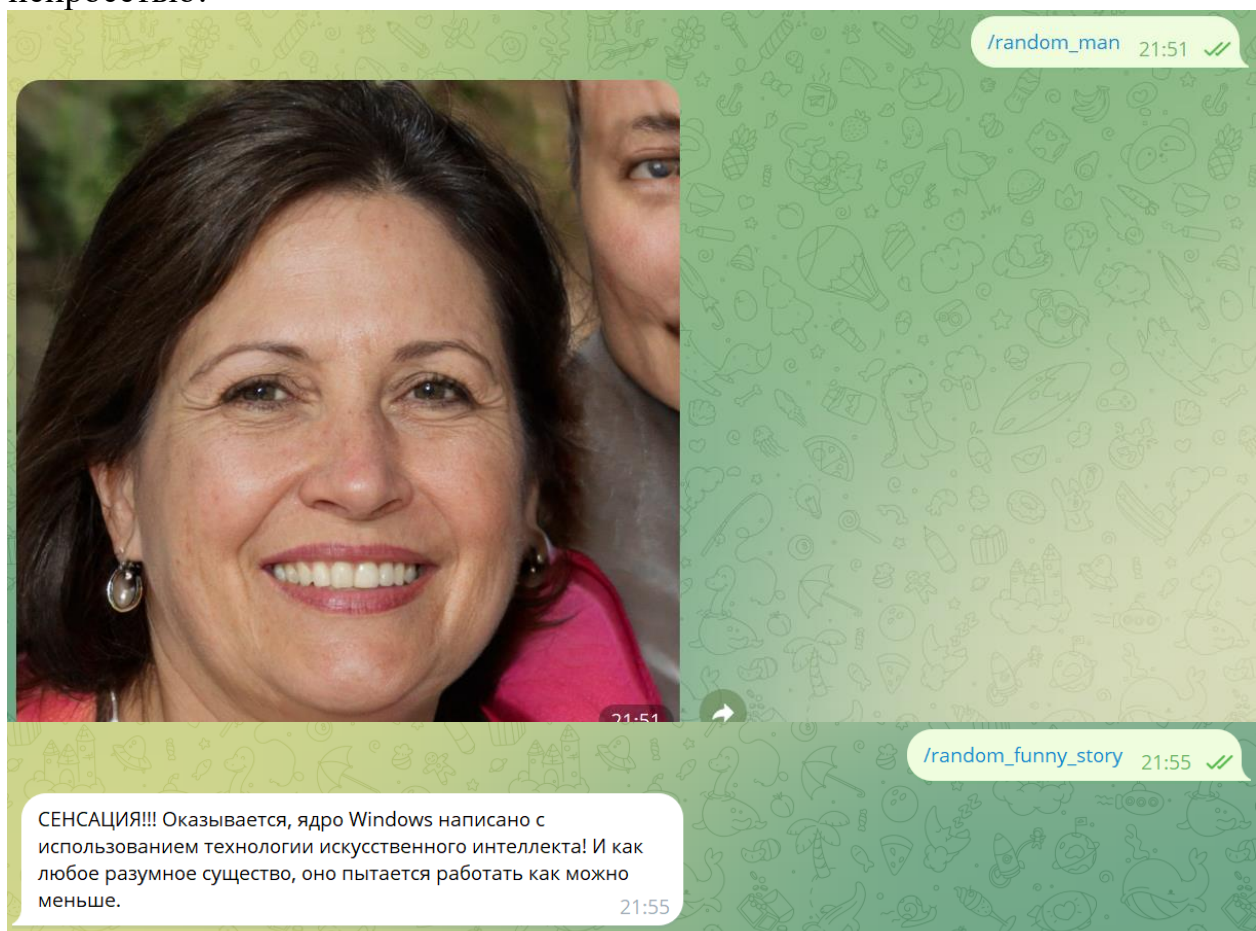 /random_man 21:51
21:51
/random_funny_story 21:55
СЕНСАЦИЯ!!! Оказывается, ядро Windows написано с
использованием технологии искусственного интеллекта! И как
любое разумное существо, оно пытается работать как можно
меньше.
21:55